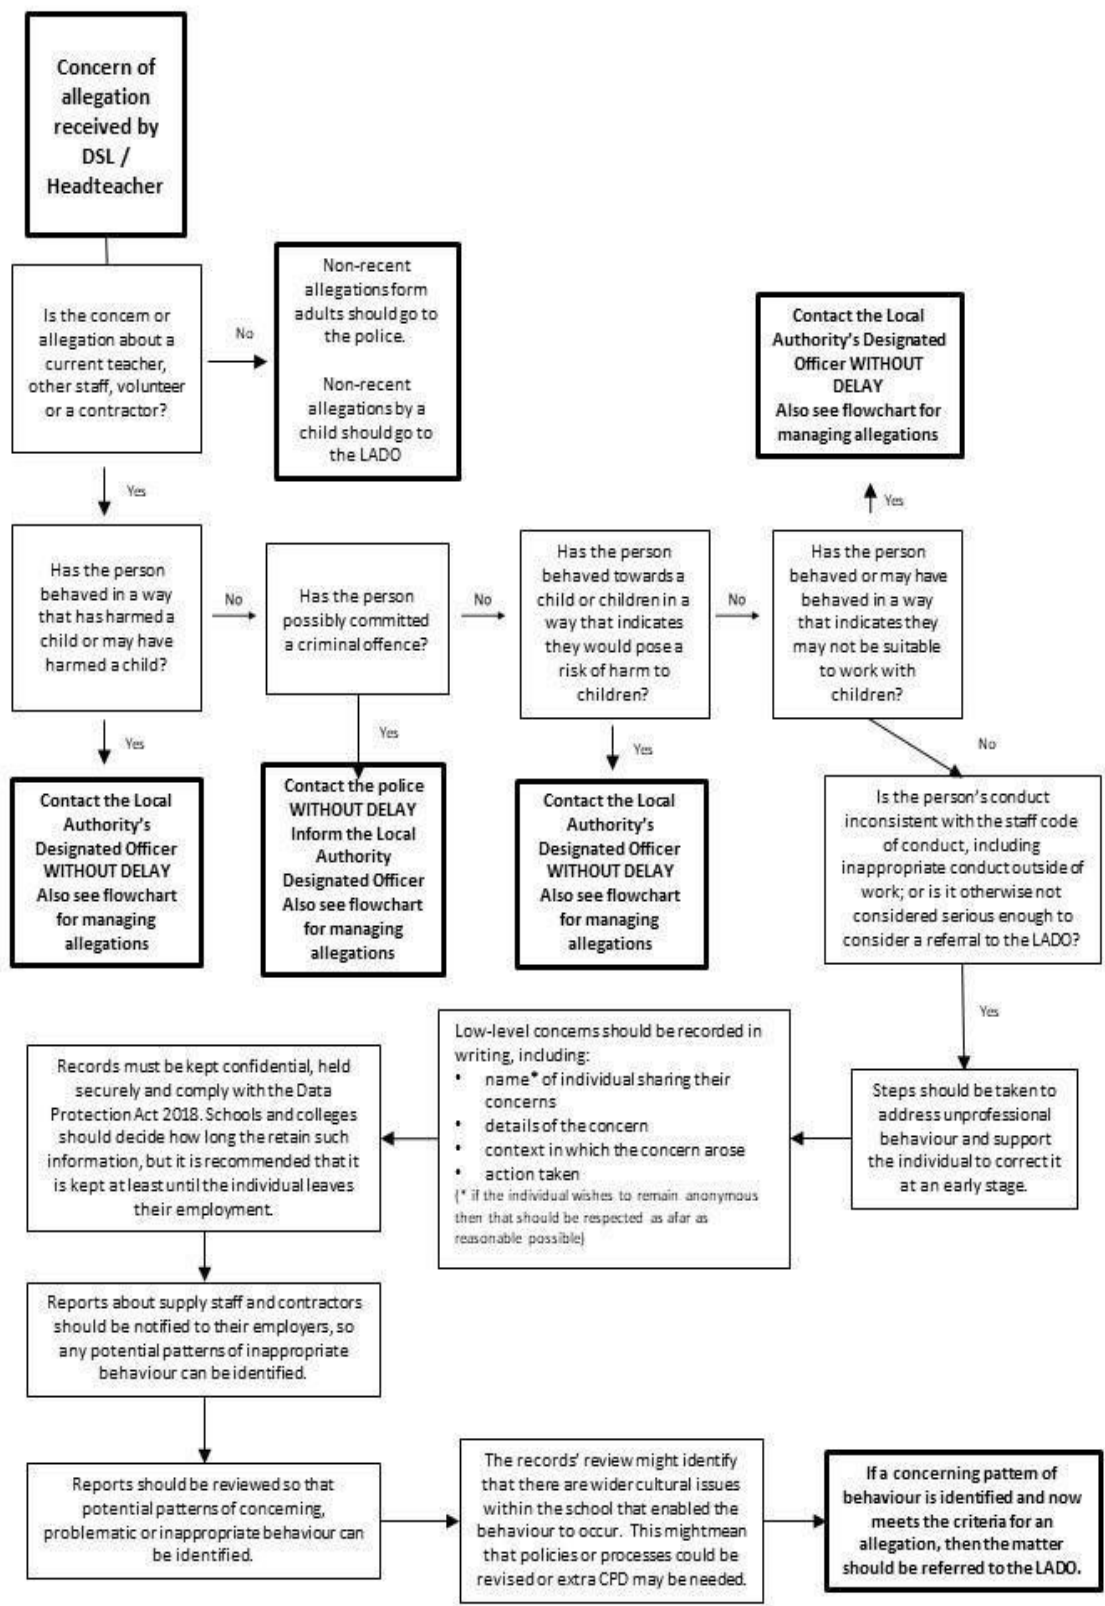 Concern of
allegation
received by
DSL /
Headteacher
Is the concern or
allegation about a
current teacher,
other staff, volunteer
or a contractor?
No
Non-recent
allegations form
adults should go to
the police.
Non-recent
allegations by a
child should go to
the LADO
Yes
Contact the Local
Authority's Designated
Officer WITHOUT
DELAY
Also see flowchart for
managing allegations
Yes
Has the person
behaved in a way
that has harmed a
child or may have
harmed a child?
No
Has the person
possibly committed
a criminal offence?
No
Has the person
behaved towards a
child or children in a
way that indicates
they would pose a
risk of harm to
children?
No
Has the person
behaved or may have
behaved in a way
that indicates they
may not be suitable
to work with
children?
Yes
Yes
Yes
No
Contact the Local
Authority's
Designated Officer
WITHOUT DELAY
Also see flowchart
for managing
allegations
Contact the police
WITHOUT DELAY
Inform the Local
Authority
Designated Officer
Also see flowchart
for managing
allegations
Contact the Local
Authority's
Designated Officer
WITHOUT DELAY
Also see flowchart
for managing
allegations
Is the person's conduct
inconsistent with the staff code
of conduct, including
inappropriate conduct outside of
work; or is it otherwise not
considered serious enough to
consider a referral to the LADO?
Yes
Steps should be taken to
address unprofessional
behaviour and support
the individual to correct it
at an early stage.
Low-level concerns should be recorded in
writing, including:
• name* of individual sharing their
concerns
• details of the concern
• context in which the concern arose
• action taken
(* if the individual wishes to remain anonymous
then that should be respected as afar as
reasonable possible)
Records must be kept confidential, held
securely and comply with the Data
Protection Act 2018. Schools and colleges
should decide how long the retain such
information, but it is recommended that it
is kept at least until the individual leaves
their employment.
Reports about supply staff and contractors
should be notified to their employers, so
any potential patterns of inappropriate
behaviour can be identified.
Reports should be reviewed so that
potential patterns of concerning,
problematic or inappropriate behaviour can
be identified.
The records' review might identify
that there are wider cultural issues
within the school that enabled the
behaviour to occur. This might mean
that policies or processes could be
revised or extra CPD may be needed.
If a concerning pattern of
behaviour is identified and now
meets the criteria for an
allegation, then the matter
should be referred to the LADO.